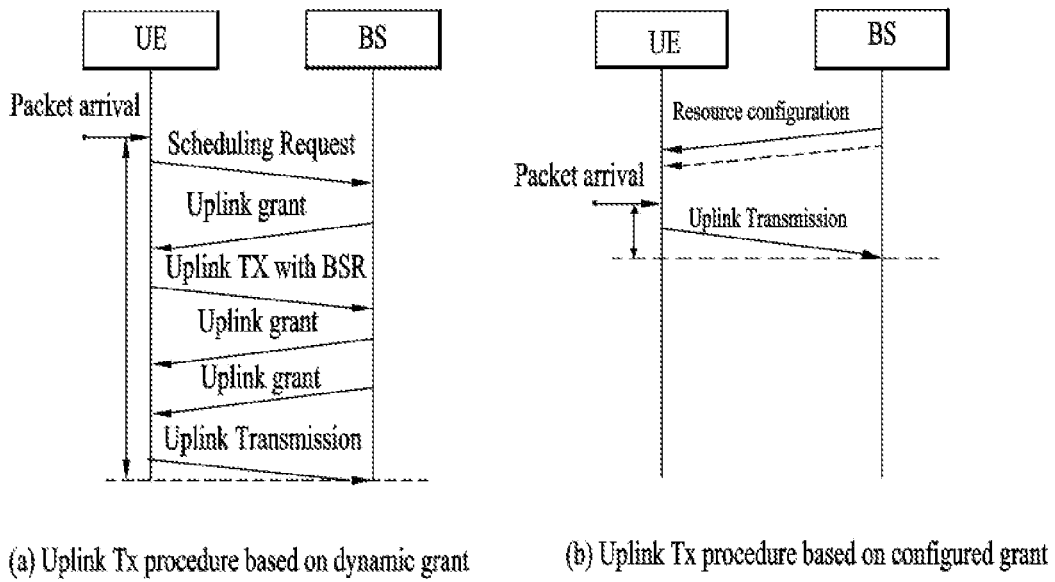 UE
BS
Packet arrival
Scheduling Request
Uplink grant
Uplink TX with BSR
Uplink grant
Uplink grant
Uplink Transmission
(a) Uplink Tx procedure based on dynamic grant
UE
BS
Resource configuration
Packet arrival
Uplink Transmission
(b) Uplink Tx procedure based on configured grant